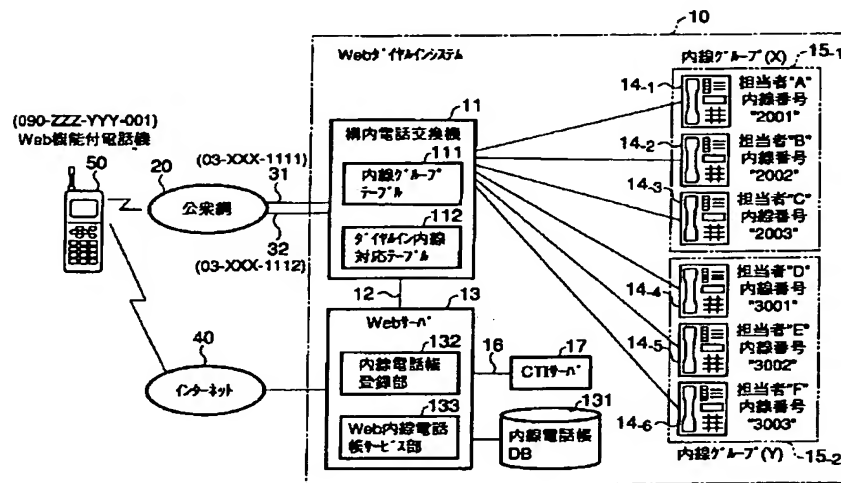 10
Webダイヤルインシステム
内線グループ(X)
15-1
14-1
担当者"A"
内線番号
"2001"
14-2
担当者"B"
内線番号
"2002"
14-3
担当者"C"
内線番号
"2003"
11
構内電話交換機
111
内線グループ
テーブル
112
ダイヤルイン内線
対応テーブル
(090-ZZZ-YYY-001)
Web機能付電話機
50
20
公衆網
(03-XXX-1111)
31
32
(03-XXX-1112)
12
13
Webサーバ
132
内線電話帳
登録部
133
Web内線電話
帳サービス部
16
17
CTIサーバ
131
内線電話帳
DB
40
インターネット
14-4
担当者"D"
内線番号
"3001"
14-5
担当者"E"
内線番号
"3002"
14-6
担当者"F"
内線番号
"3003"
内線グループ(Y)
15-2